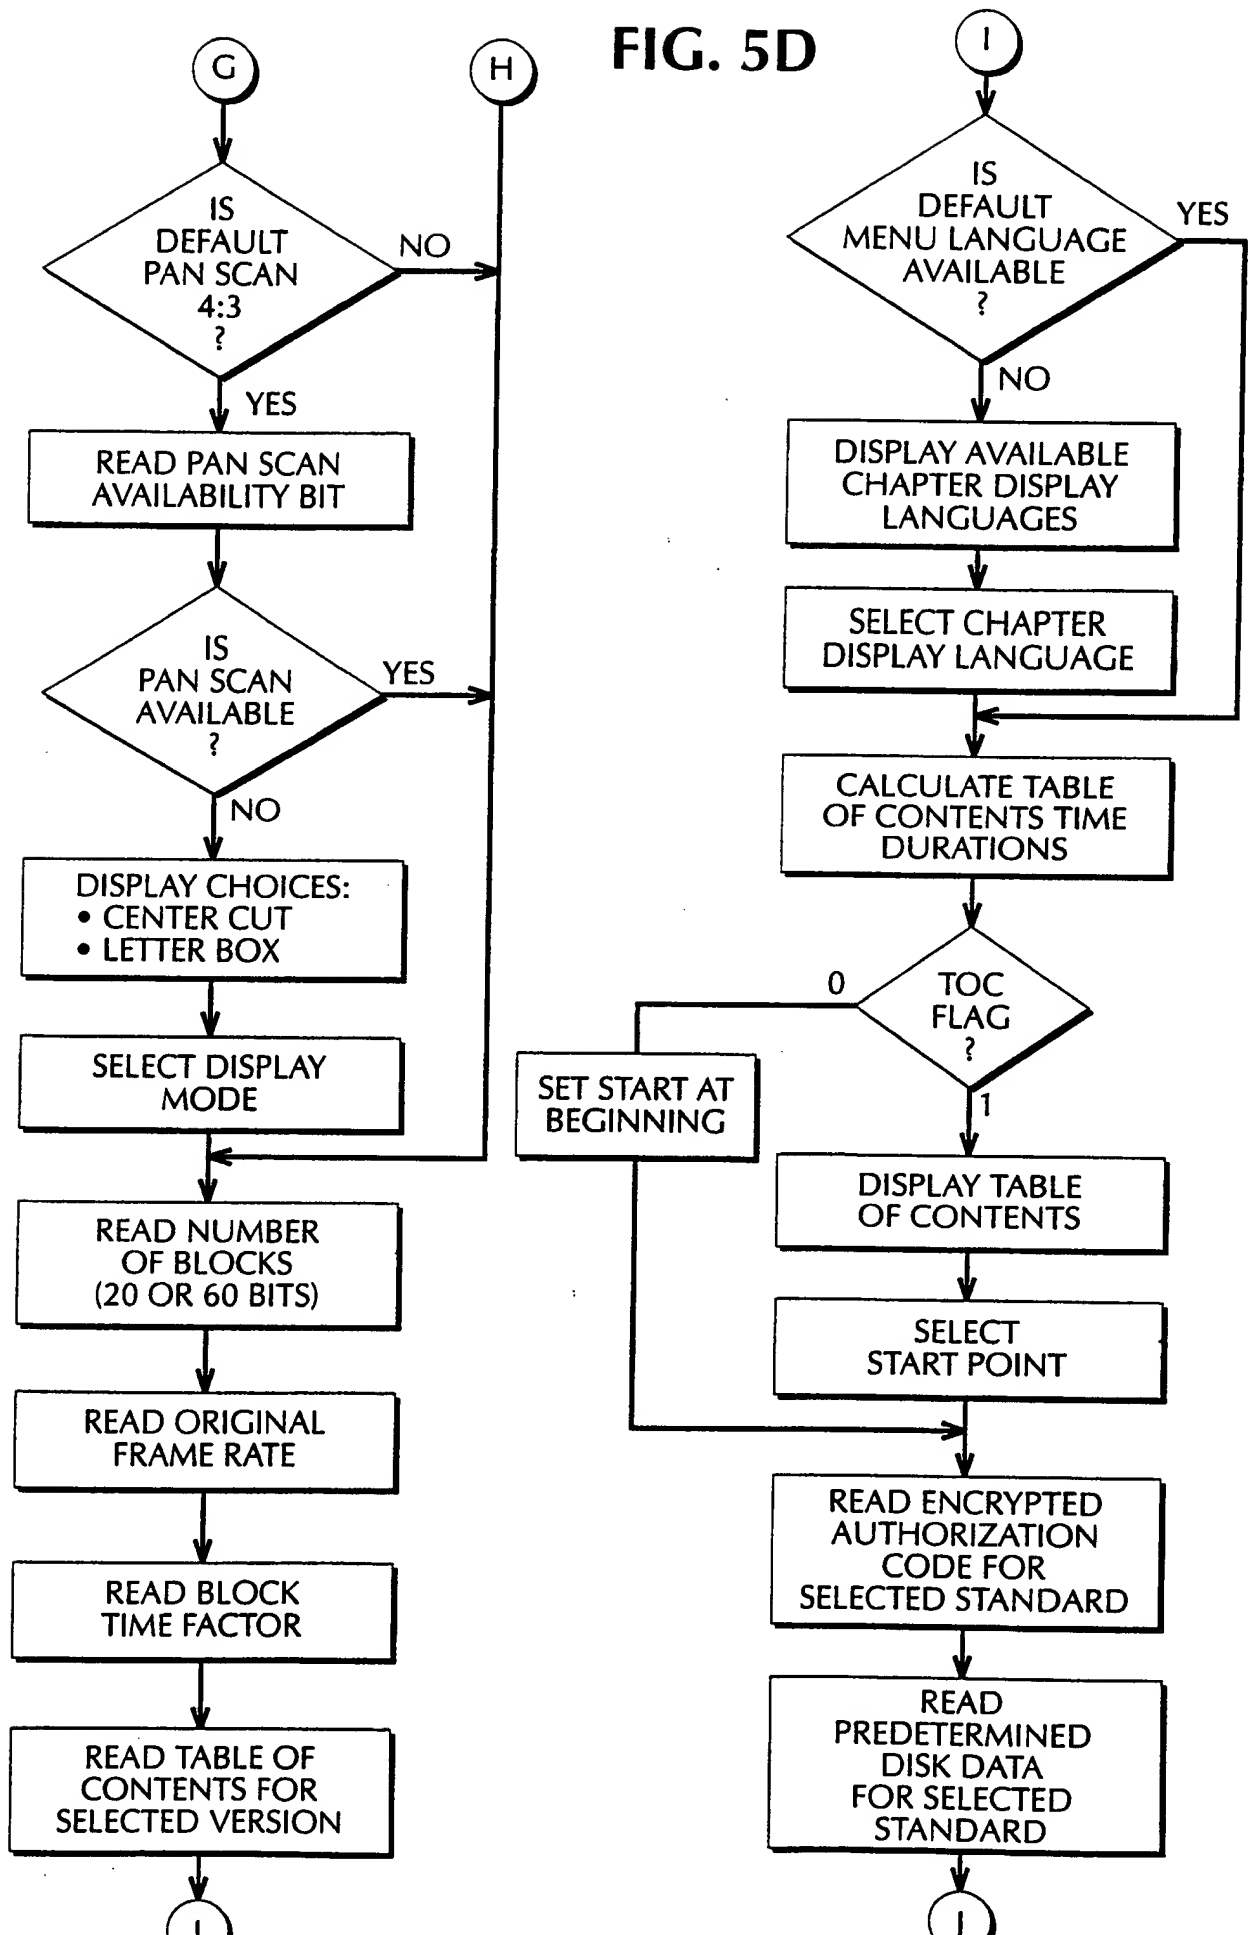 FIG. 5D
G
H
IS
DEFAULT
PAN SCAN
4:3
?
NO
YES
READ PAN SCAN
AVAILABILITY BIT
IS
PAN SCAN
AVAILABLE
?
YES
NO
DISPLAY CHOICES:
• CENTER CUT
• LETTER BOX
SELECT DISPLAY
MODE
READ NUMBER
OF BLOCKS
(20 OR 60 BITS)
READ ORIGINAL
FRAME RATE
READ BLOCK
TIME FACTOR
READ TABLE OF
CONTENTS FOR
SELECTED VERSION
I
IS
DEFAULT
MENU LANGUAGE
AVAILABLE
?
YES
NO
DISPLAY AVAILABLE
CHAPTER DISPLAY
LANGUAGES
SELECT CHAPTER
DISPLAY LANGUAGE
CALCULATE TABLE
OF CONTENTS TIME
DURATIONS
TOC
FLAG
?
0
1
SET START AT
BEGINNING
DISPLAY TABLE
OF CONTENTS
SELECT
START POINT
READ ENCRYPTED
AUTHORIZATION
CODE FOR
SELECTED STANDARD
READ
PREDETERMINED
DISK DATA
FOR SELECTED
STANDARD